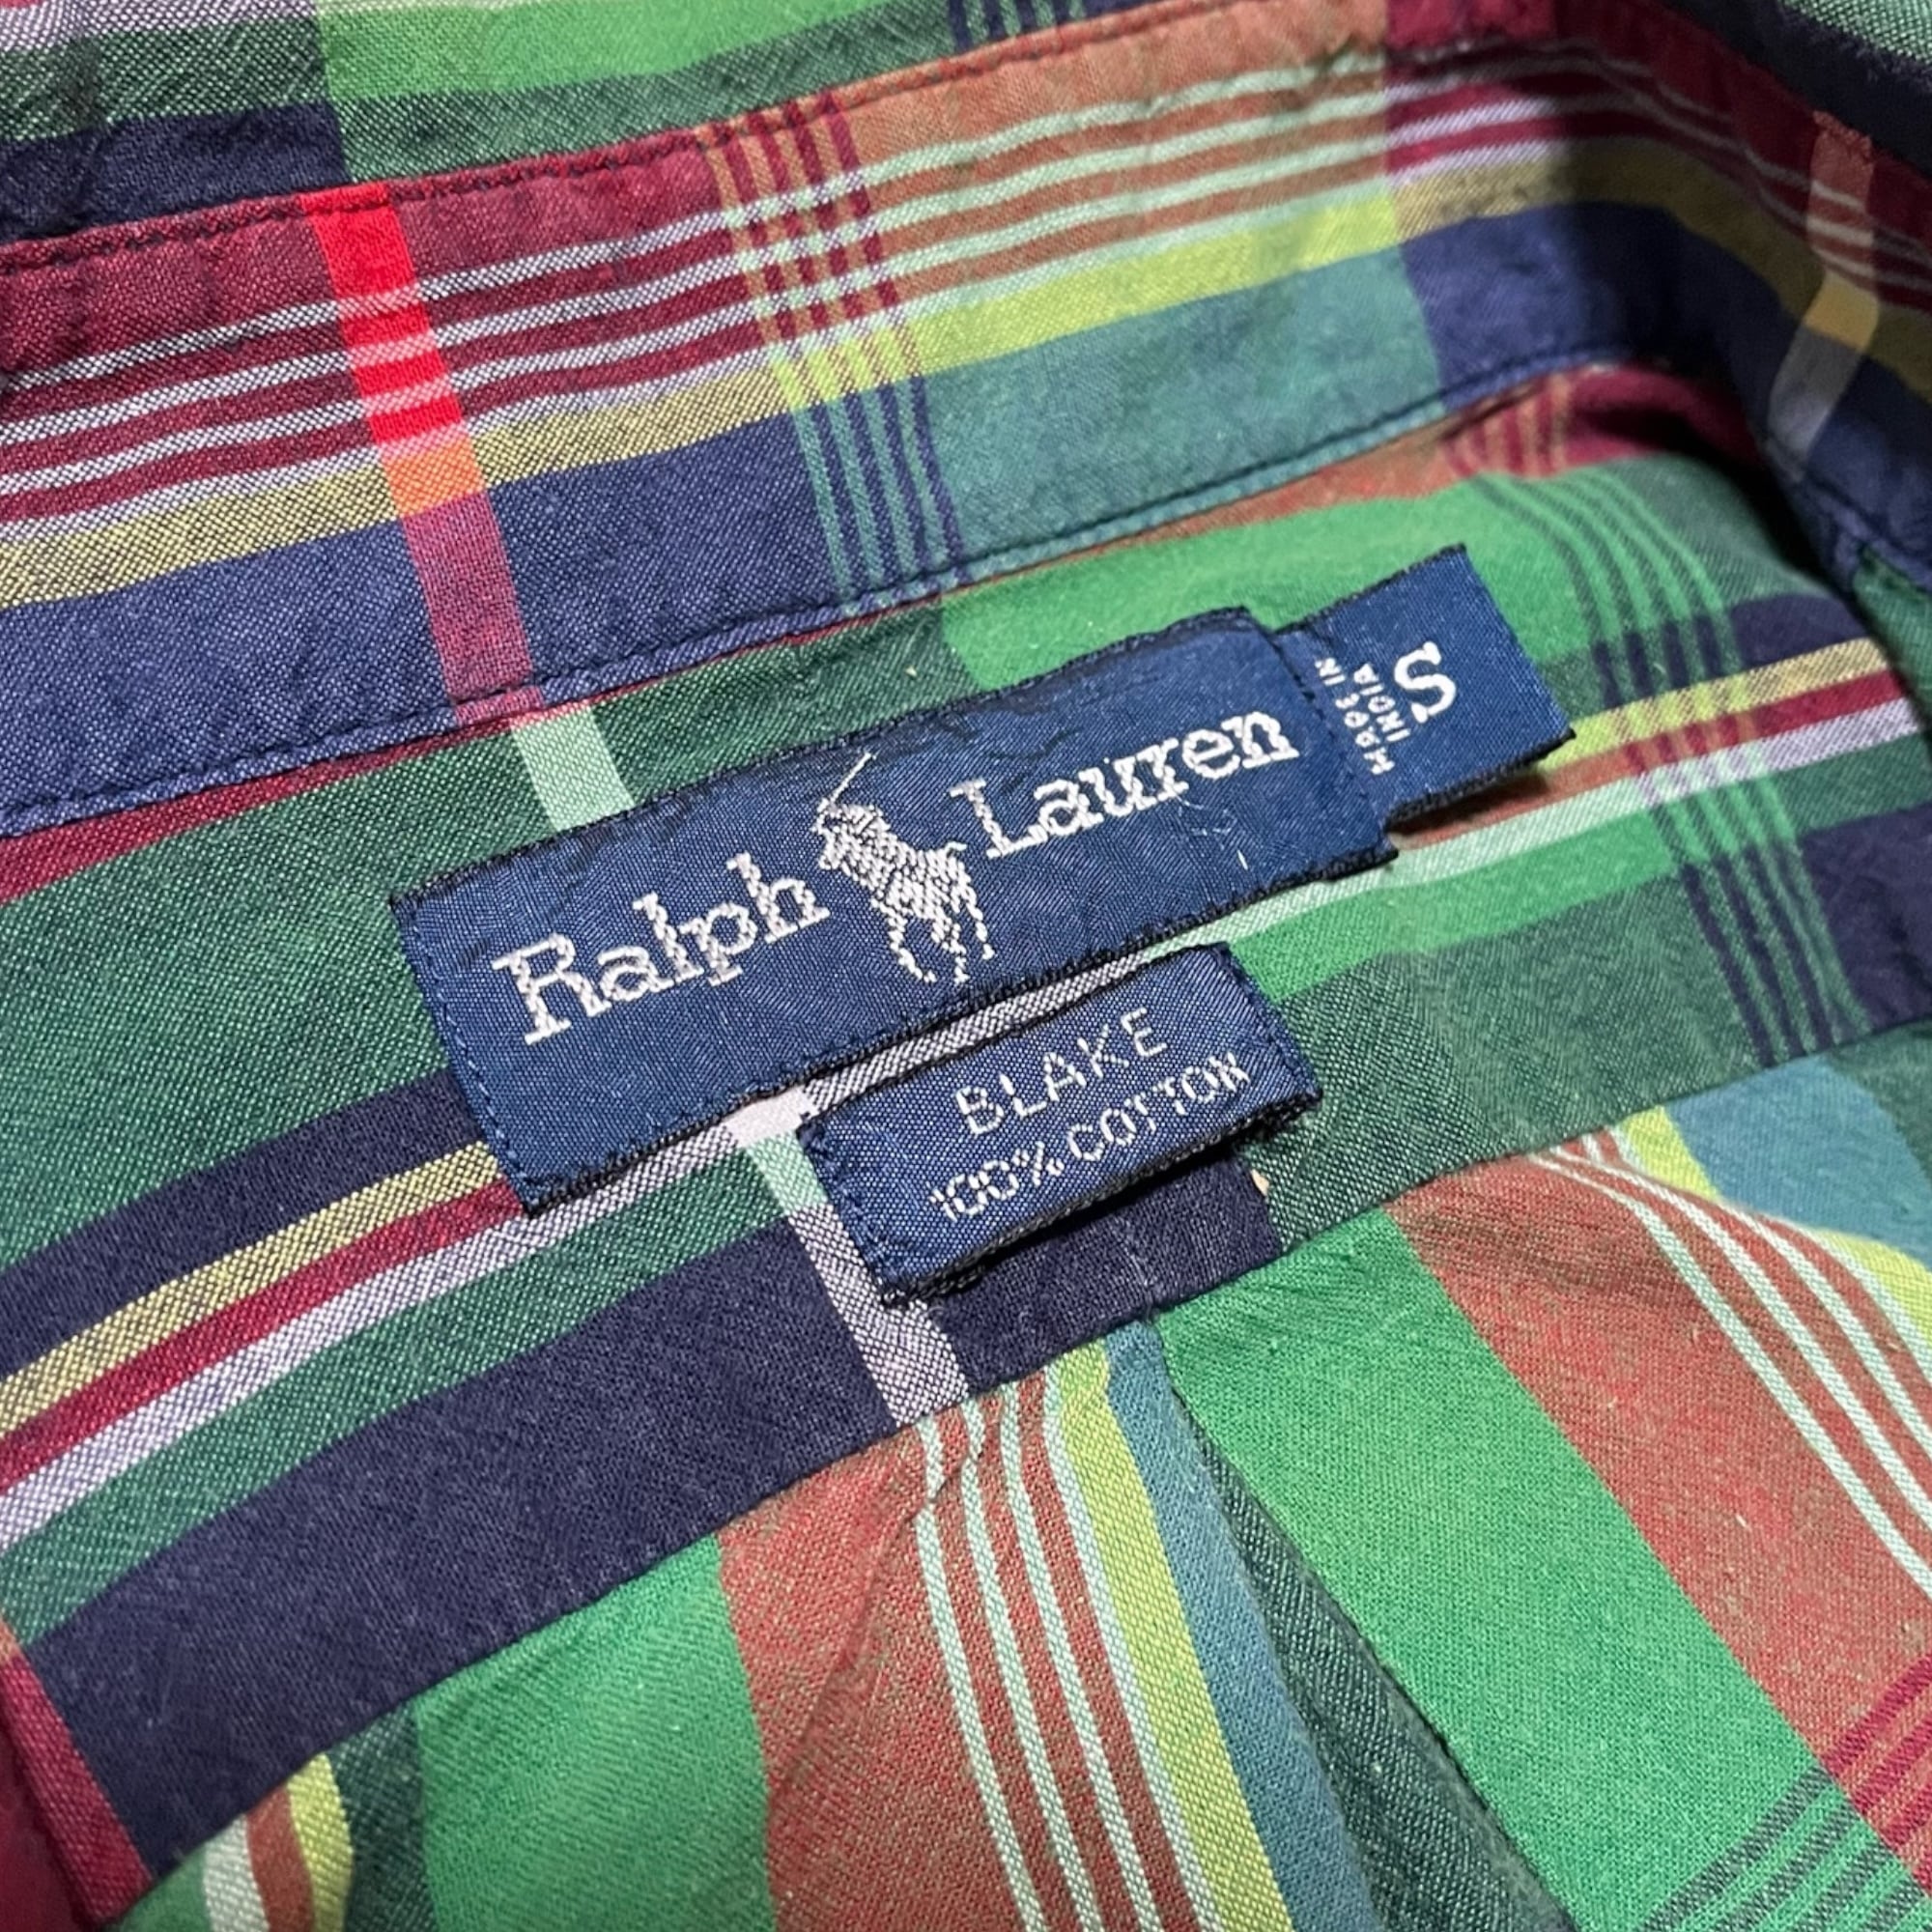 Ralph Lauren
MADE IN
INDIA
S
BLAKE
100% COTTON